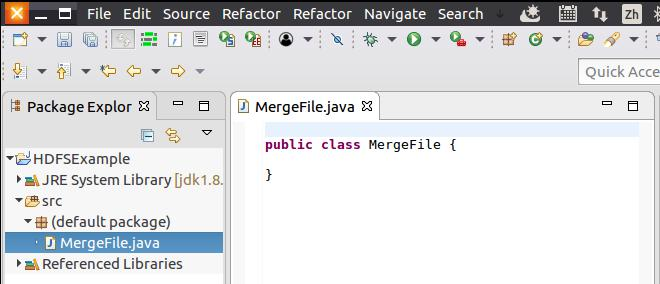 File Edit Source Refactor Refactor Navigate Search Zh
Quick Acce
Package Explor
MergeFile.java
HDFSExample
JRE System Library [jdk1.8.
src
(default package)
MergeFile.java
Referenced Libraries
public class MergeFile {
}